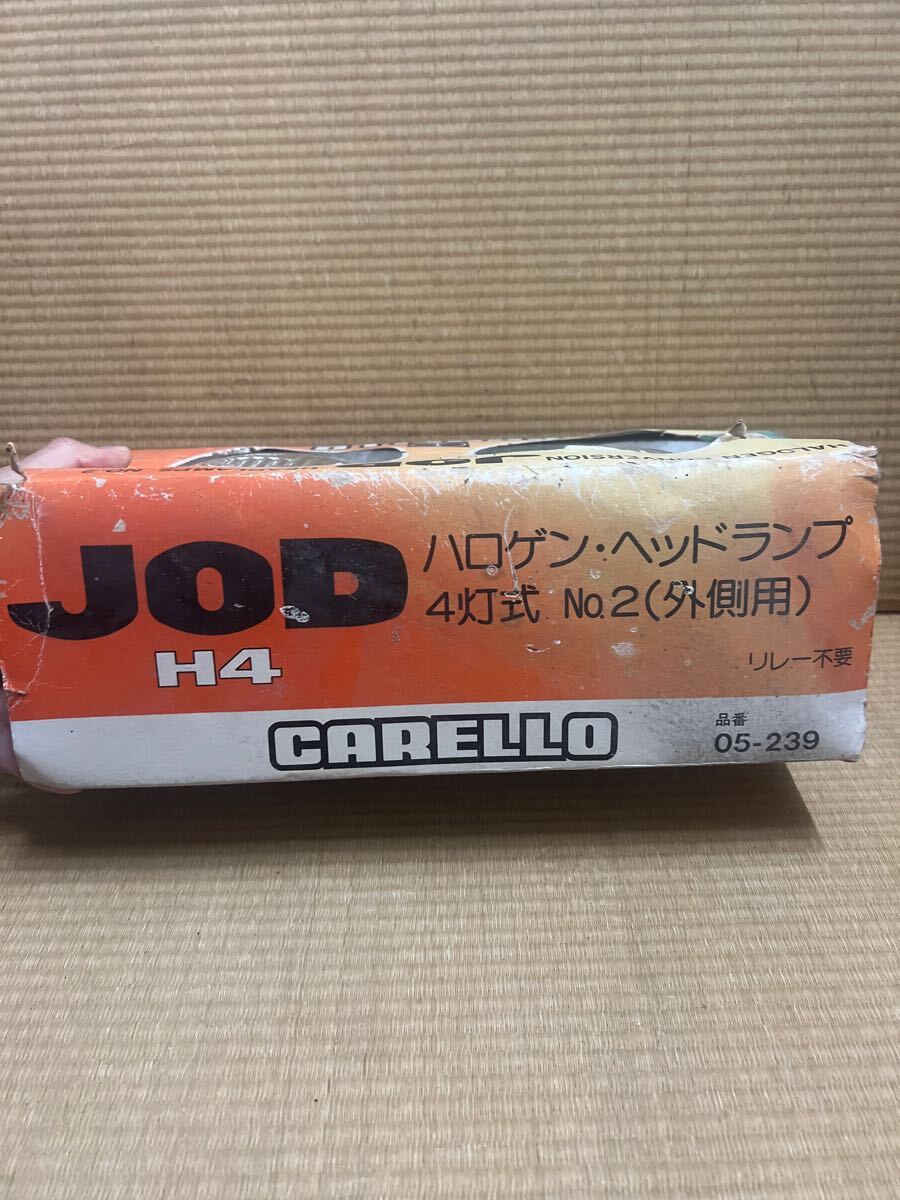 HALOGEN
JOD
ハロゲン・ヘッドランプ
4灯式 No.2(外側用)
H4
リレー不要
CARELLO
品番
05-239